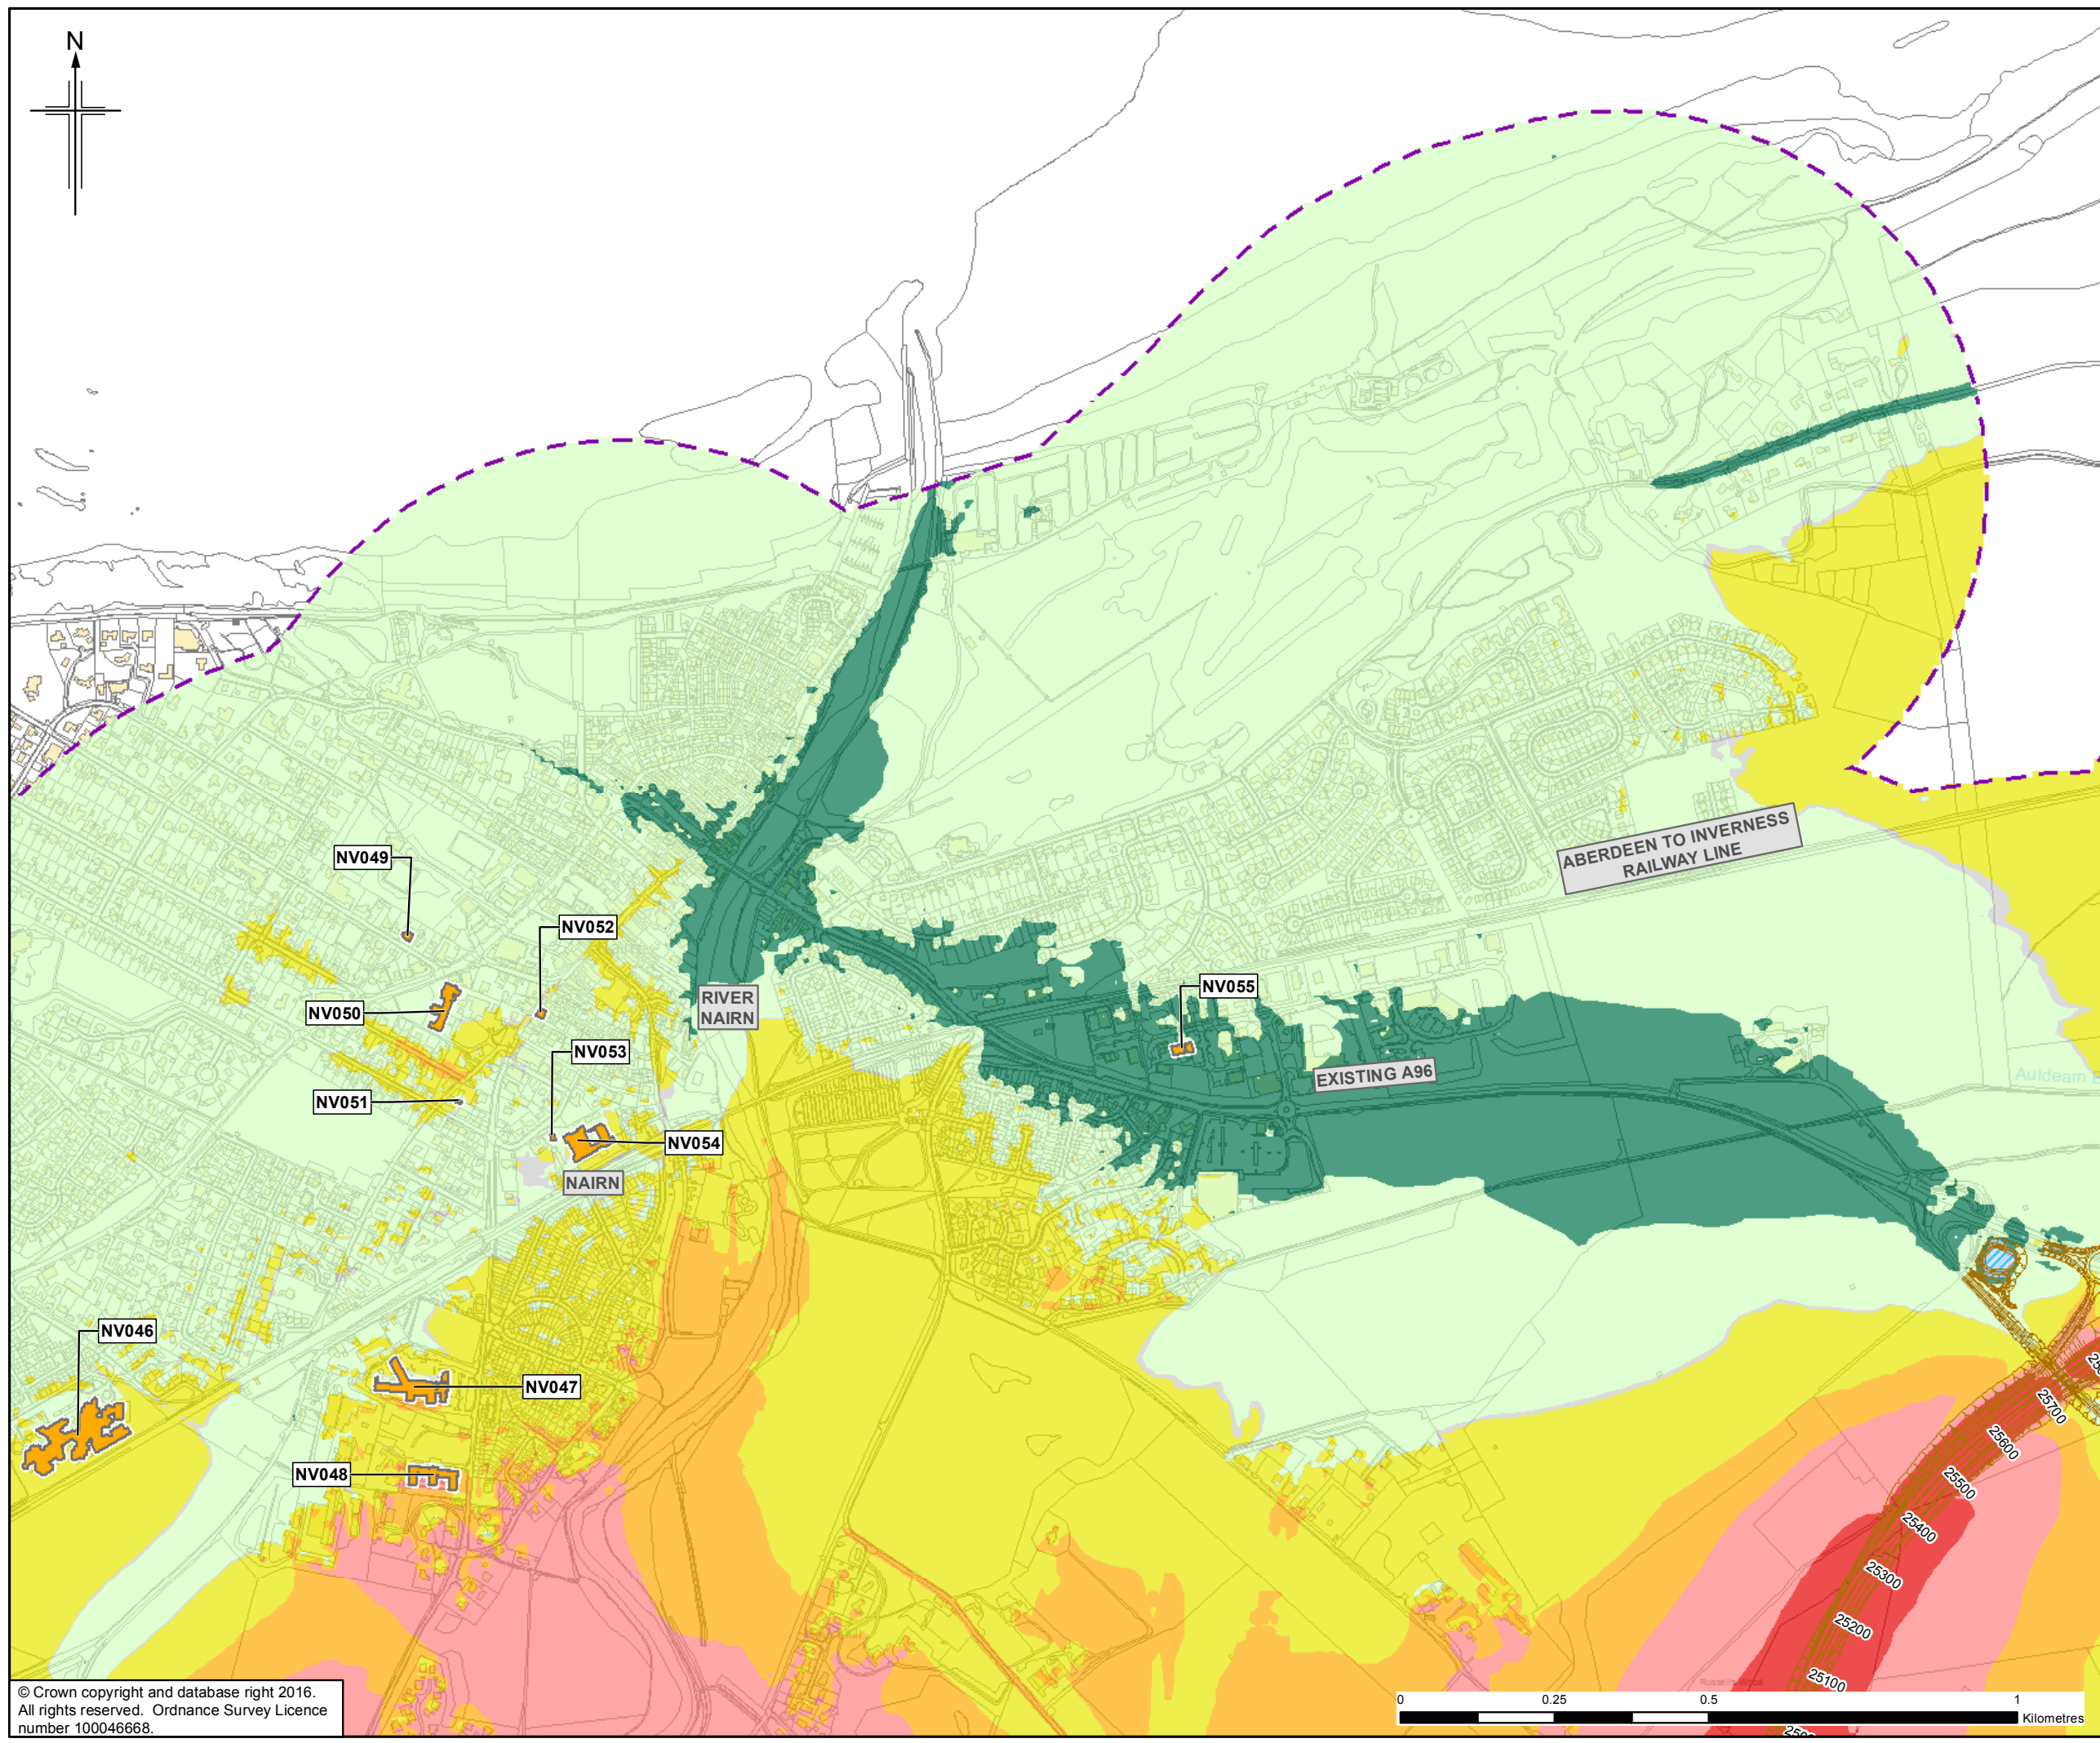 N
NV049
NV052
NV050
RIVER
NAIRN
NV055
NV053
NV051
NV054
NAIRN
ABERDEEN TO INVERNESS
RAILWAY LINE
EXISTING A96
Auldearn
NV046
NV047
NV048
25700
25600
25500
25400
25300
25200
25100
© Crown copyright and database right 2016.
All rights reserved. Ordnance Survey Licence
number 100046668.
0 0.25 0.5 1
Kilometres